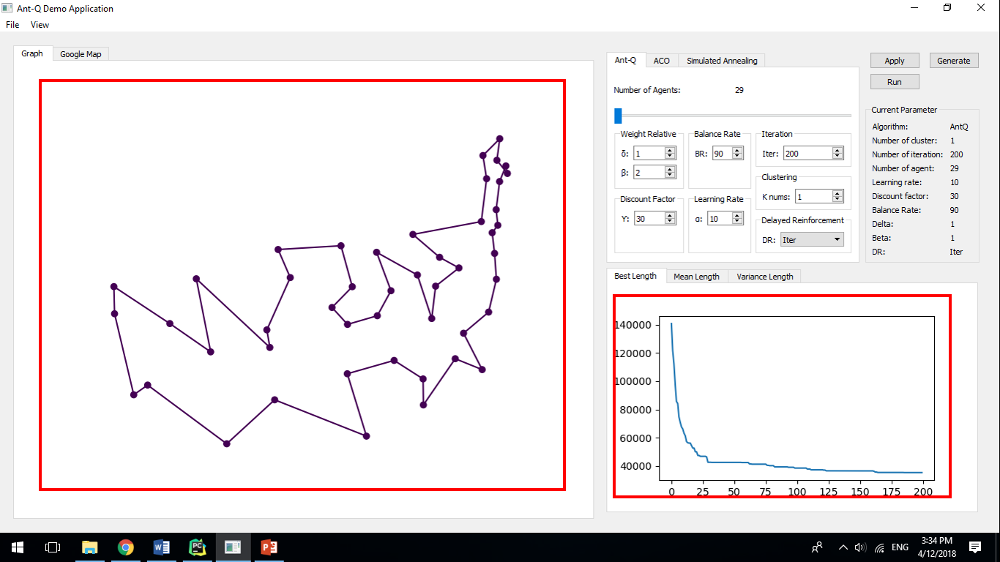 Ant-Q Demo Application
File View
Graph Google Map
Ant-Q ACO Simulated Annealing
Apply Generate
Run
Number of Agents: 29
Weight Relative
δ: 1
β: 2
Balance Rate
BR: 90
Iteration
Iter: 200
Clustering
K nums: 1
Discount Factor
Y: 30
Learning Rate
α: 10
Delayed Reinforcement
DR: Iter
Current Parameter
Algorithm: AntQ
Number of cluster: 1
Number of iteration: 200
Number of agent: 29
Learning rate: 10
Discount factor: 30
Balance Rate: 90
Delta: 1
Beta: 1
DR: Iter
Best Length Mean Length Variance Length
140000
120000
100000
80000
60000
40000
0 25 50 75 100 125 150 175 200
ENG
3:34 PM
4/12/2018